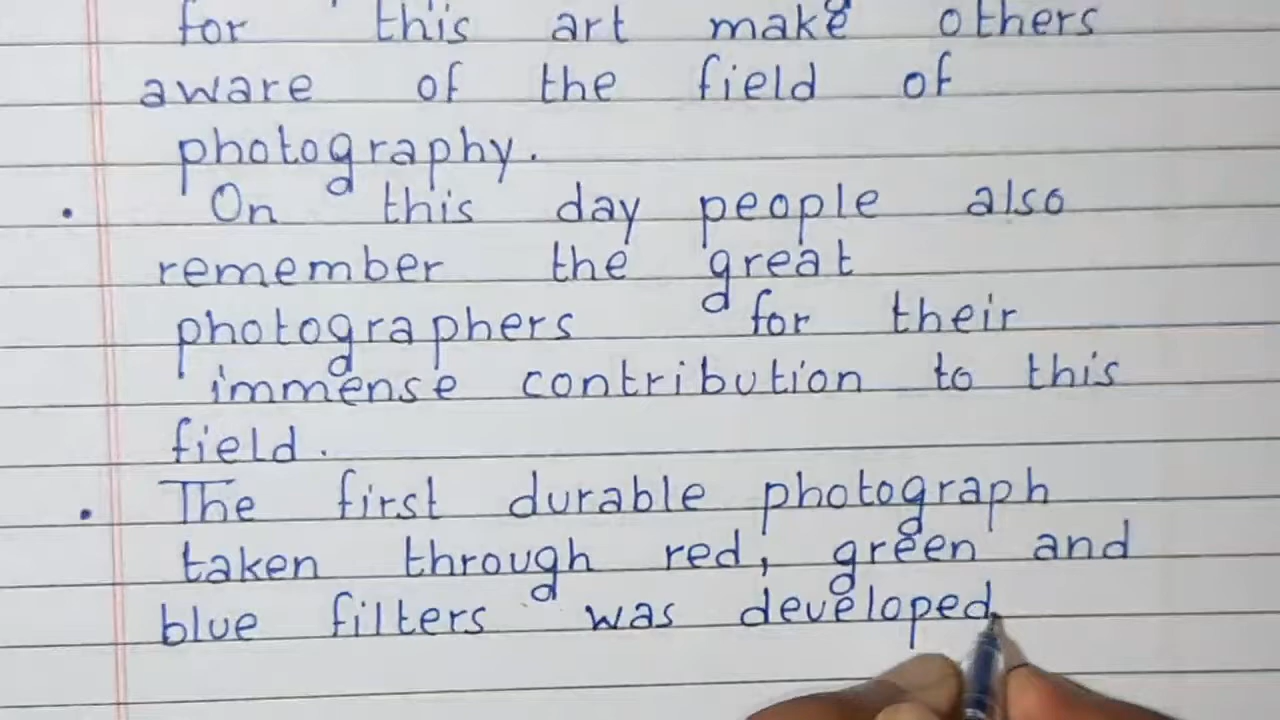 for this art make others
aware of the field of
photography.
• On this day people also
remember the great
photographers for their
immense contribution to this
field.
• The first durable photograph
taken through red, green and
blue filters was developed